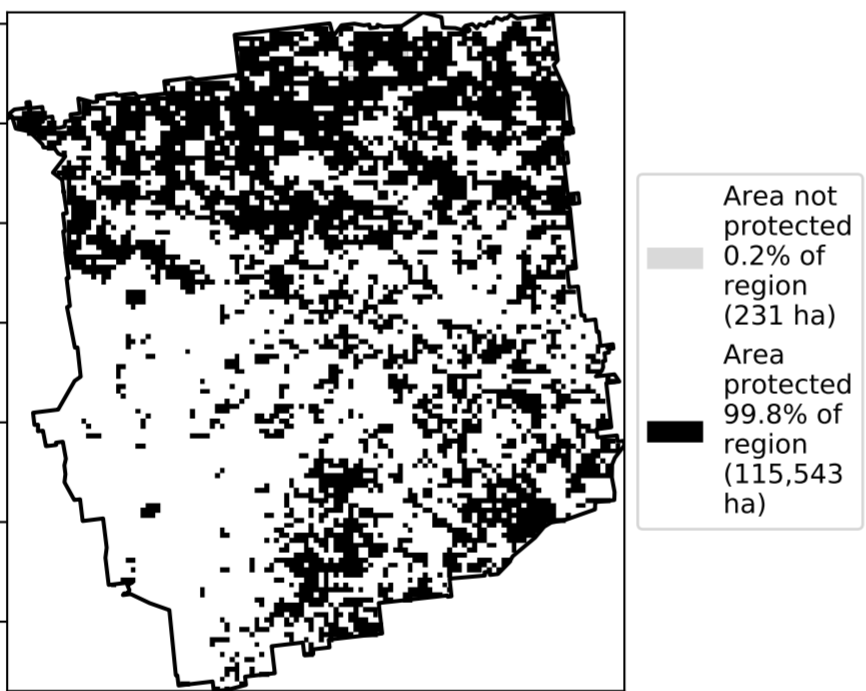 Area not
protected
0.2% of
region
(231 ha)
Area
protected
99.8% of
region
(115,543
ha)